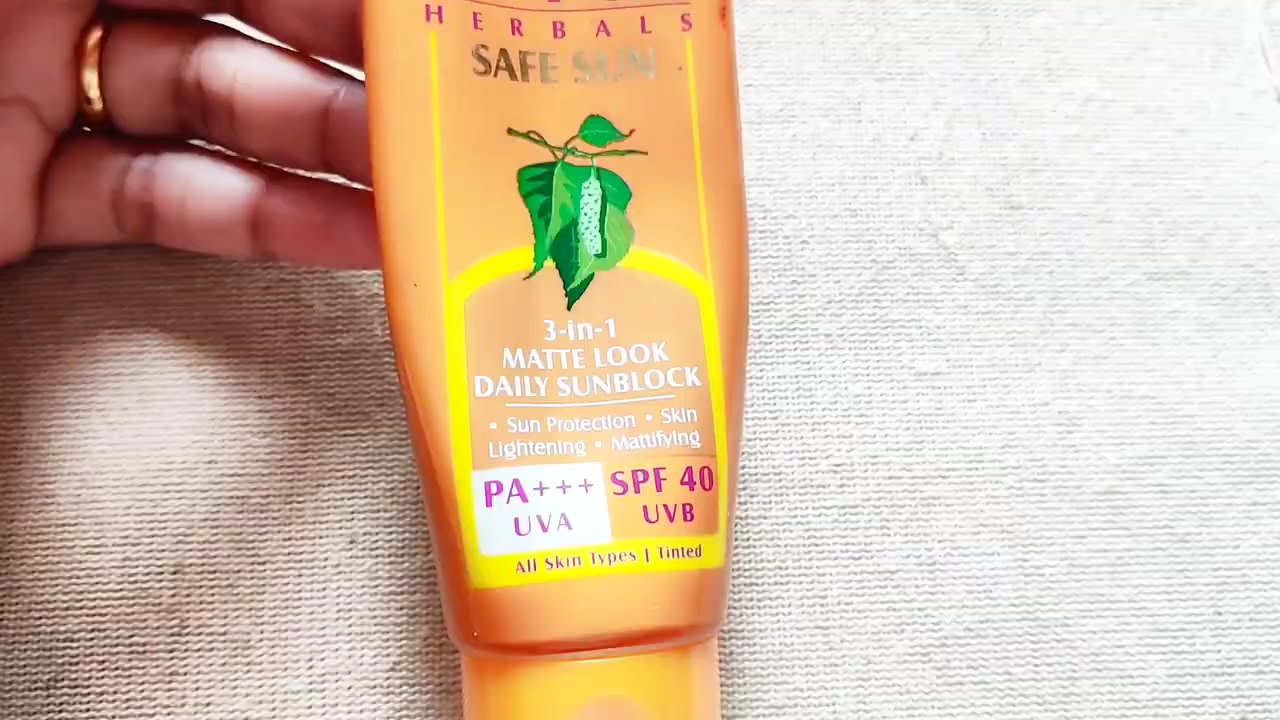 HERBALS
SAFE SUN
3-in-1
MATTE LOOK
DAILY SUNBLOCK
• Sun Protection • Skin
Lightening • Mattifying
PA+++ SPF 40
UVA UVB
All Skin Types | Tinted